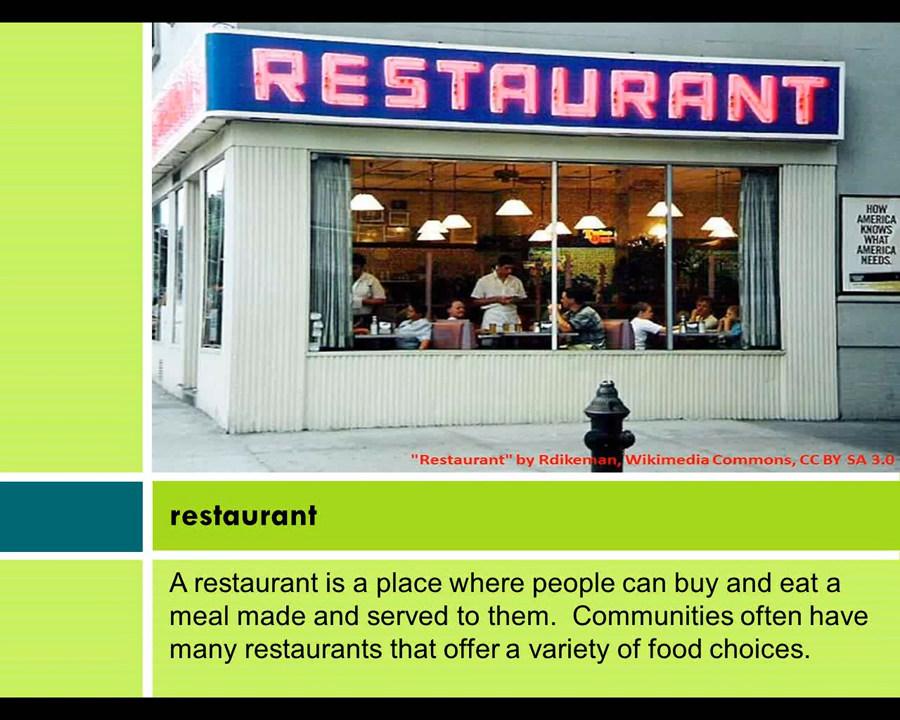 RESTAURANT
HOW
AMERICA
KNOWS
WHAT
AMERICA
NEEDS.
"Restaurant" by Rdikeman, Wikimedia Commons, CC BY SA 3.0
restaurant
A restaurant is a place where people can buy and eat a
meal made and served to them.  Communities often have
many restaurants that offer a variety of food choices.